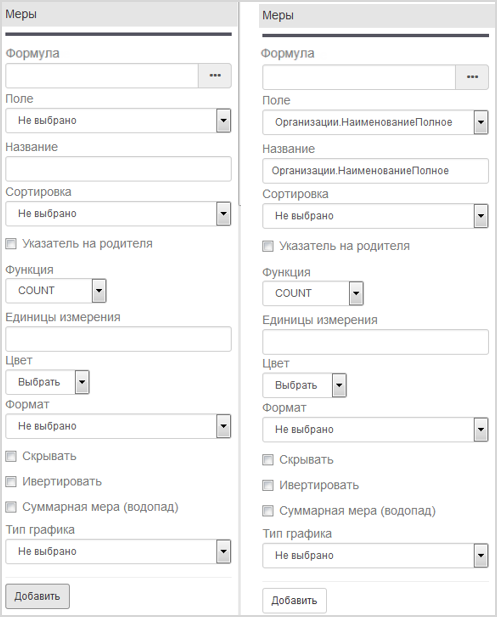 Меры
Формула
...
Поле
Не выбрано
Название
Сортировка
Не выбрано
Указатель на родителя
Функция
COUNT
Единицы измерения
Цвет
Выбрать
Формат
Не выбрано
Скрывать
Ивертировать
Суммарная мера (водопад)
Тип графика
Не выбрано
Добавить
Меры
Формула
...
Поле
Организации.НаименованиеПолное
Название
Организации.НаименованиеПолное
Сортировка
Не выбрано
Указатель на родителя
Функция
COUNT
Единицы измерения
Цвет
Выбрать
Формат
Не выбрано
Скрывать
Ивертировать
Суммарная мера (водопад)
Тип графика
Не выбрано
Добавить